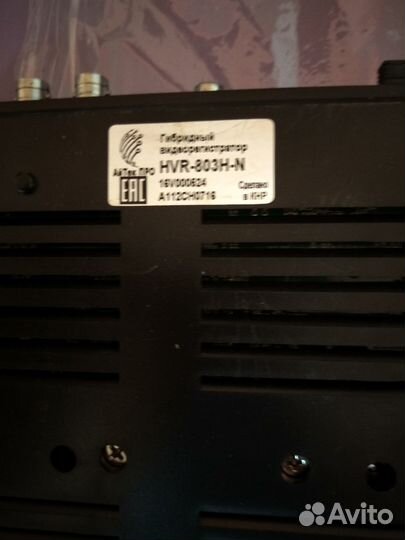 Гибридный
видеорегистратор
HVR-803H-N
АйТек ПРО
16V000624
EAC
A112CH0716
Сделано
в КНР
Avito